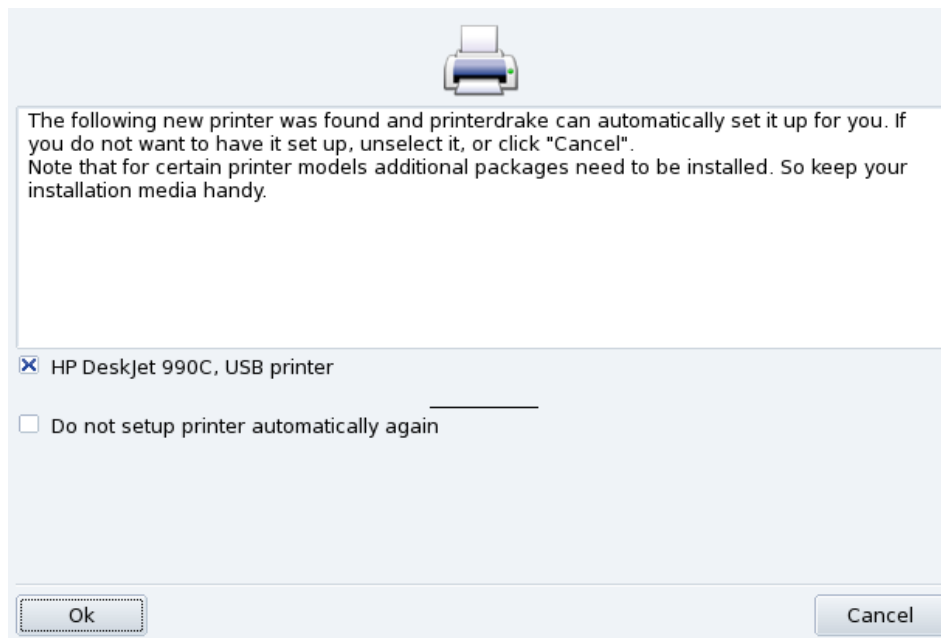 The following new printer was found and printerdrake can automatically set it up for you. If
you do not want to have it set up, unselect it, or click "Cancel".
Note that for certain printer models additional packages need to be installed. So keep your
installation media handy.
HP DeskJet 990C, USB printer
Do not setup printer automatically again
Ok
Cancel